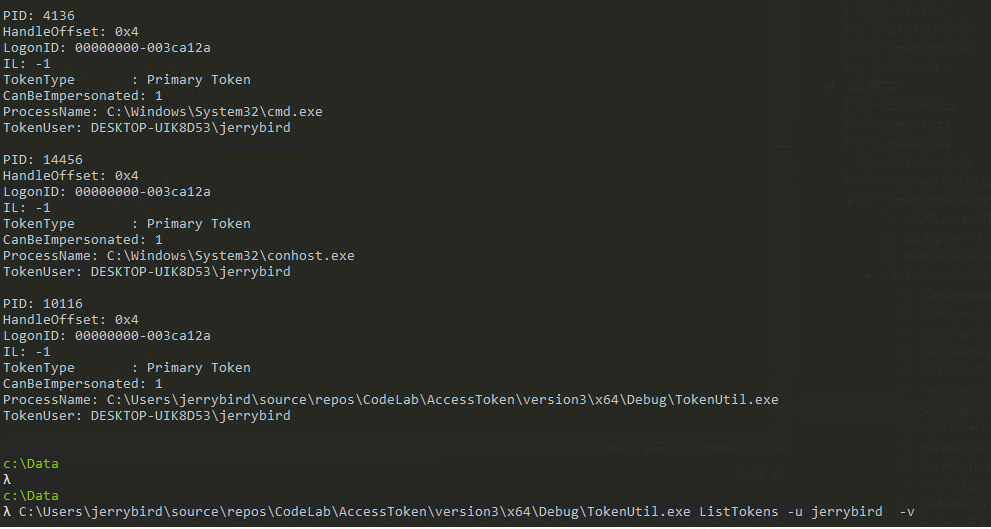 PID: 4136
HandleOffset: 0x4
LogonID: 00000000-003ca12a
IL: -1
TokenType       : Primary Token
CanBeImpersonated: 1
ProcessName: C:\Windows\System32\cmd.exe
TokenUser: DESKTOP-UIK8D53\jerrybird
PID: 14456
HandleOffset: 0x4
LogonID: 00000000-003ca12a
IL: -1
TokenType       : Primary Token
CanBeImpersonated: 1
ProcessName: C:\Windows\System32\conhost.exe
TokenUser: DESKTOP-UIK8D53\jerrybird
PID: 10116
HandleOffset: 0x4
LogonID: 00000000-003ca12a
IL: -1
TokenType       : Primary Token
CanBeImpersonated: 1
ProcessName: C:\Users\jerrybird\source\repos\CodeLab\AccessToken\version3\x64\Debug\TokenUtil.exe
TokenUser: DESKTOP-UIK8D53\jerrybird
c:\Data
λ
c:\Data
λ C:\Users\jerrybird\source\repos\CodeLab\AccessToken\version3\x64\Debug\TokenUtil.exe ListTokens -u jerrybird  -v